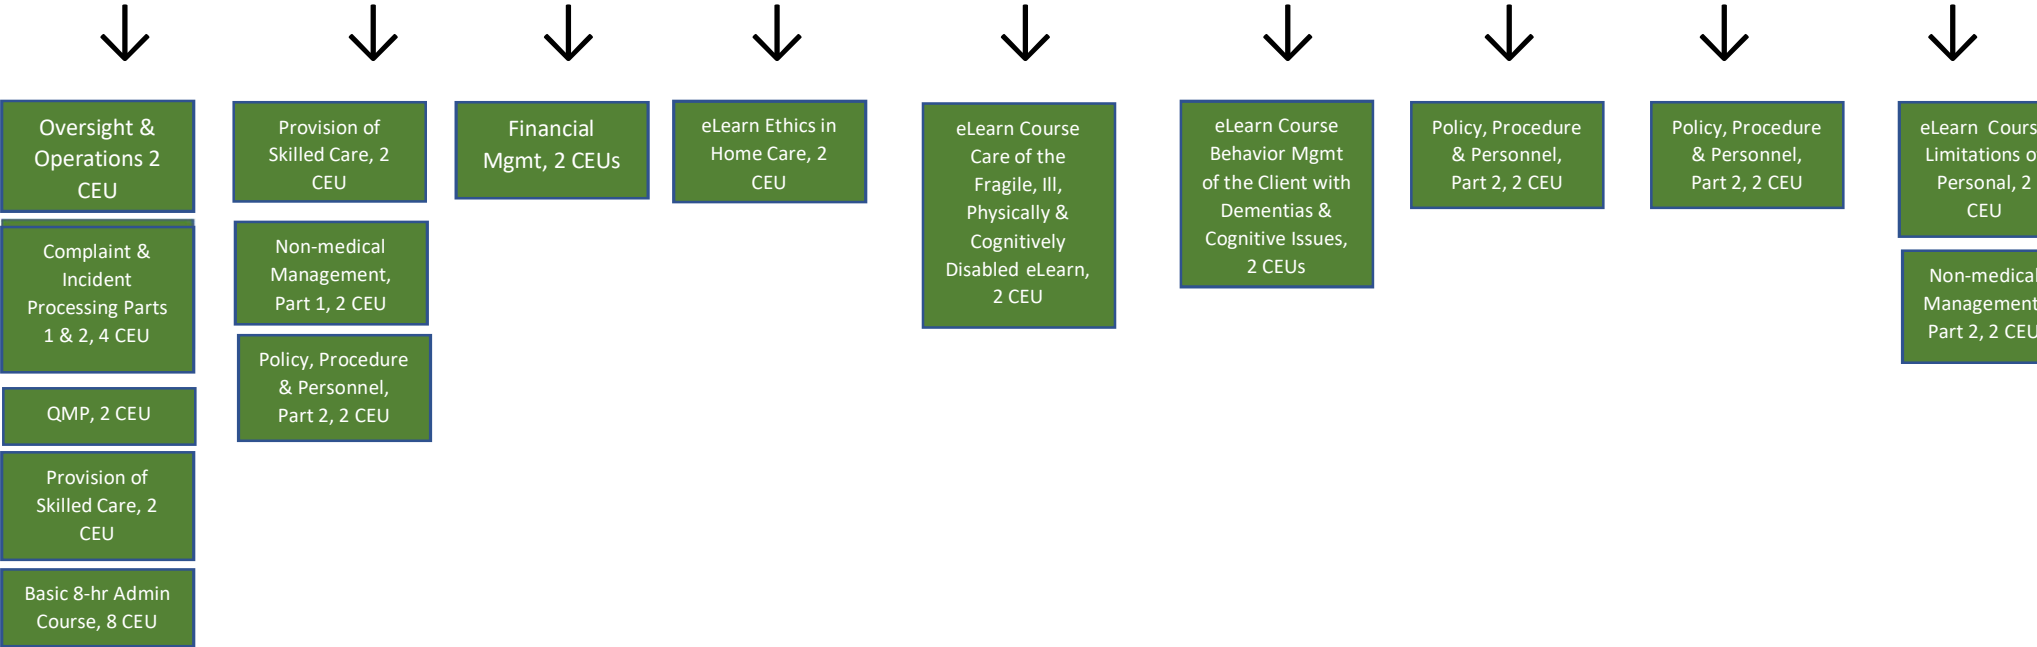 Oversight &
Operations 2
CEU
Complaint &
Incident
Processing Parts
1 & 2, 4 CEU
QMP, 2 CEU
Provision of
Skilled Care, 2
CEU
Basic 8-hr Admin
Course, 8 CEU
Provision of
Skilled Care, 2
CEU
Non-medical
Management,
Part 1, 2 CEU
Policy, Procedure
& Personnel,
Part 2, 2 CEU
Financial
Mgmt, 2 CEUs
eLearn Ethics in
Home Care, 2
CEU
eLearn Course
Care of the
Fragile, Ill,
Physically &
Cognitively
Disabled eLearn,
2 CEU
eLearn Course
Behavior Mgmt
of the Client with
Dementias &
Cognitive Issues,
2 CEUs
Policy, Procedure
& Personnel,
Part 2, 2 CEU
Policy, Procedure
& Personnel,
Part 2, 2 CEU
eLearn Cours
Limitations o
Personal, 2
CEU
Non-medical
Management
Part 2, 2 CEU